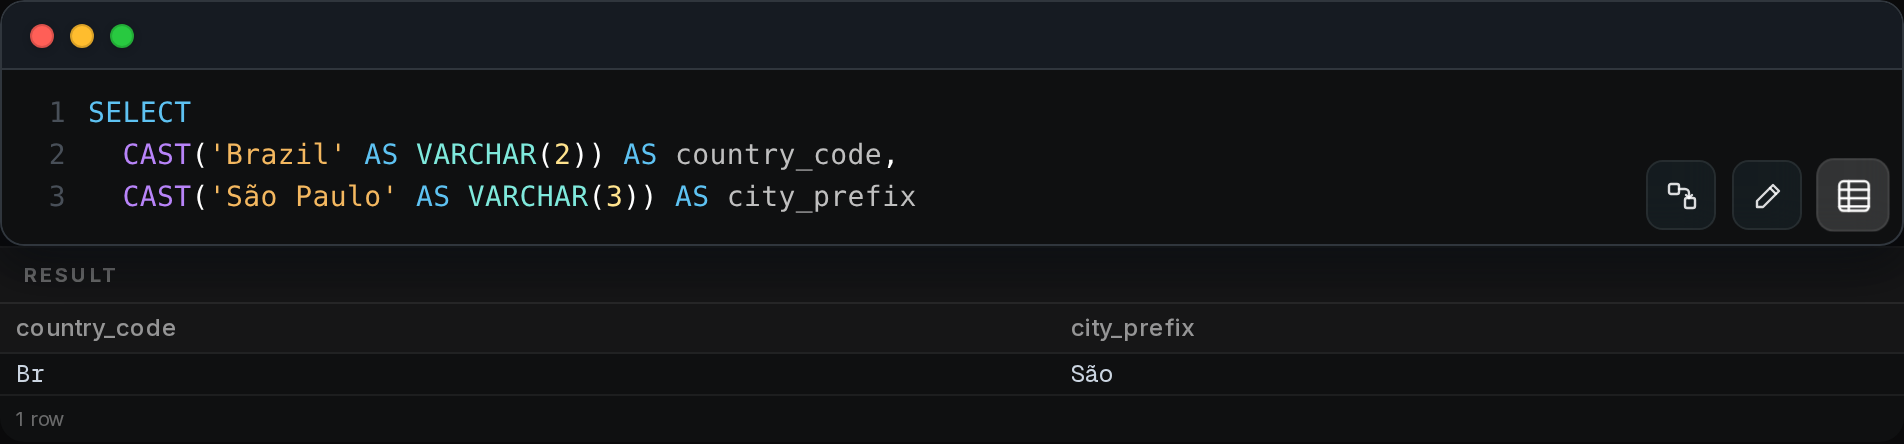 1 SELECT
2   CAST('Brazil' AS VARCHAR(2)) AS country_code,
3   CAST('São Paulo' AS VARCHAR(3)) AS city_prefix
RESULT
country_code city_prefix
Br São
1 row